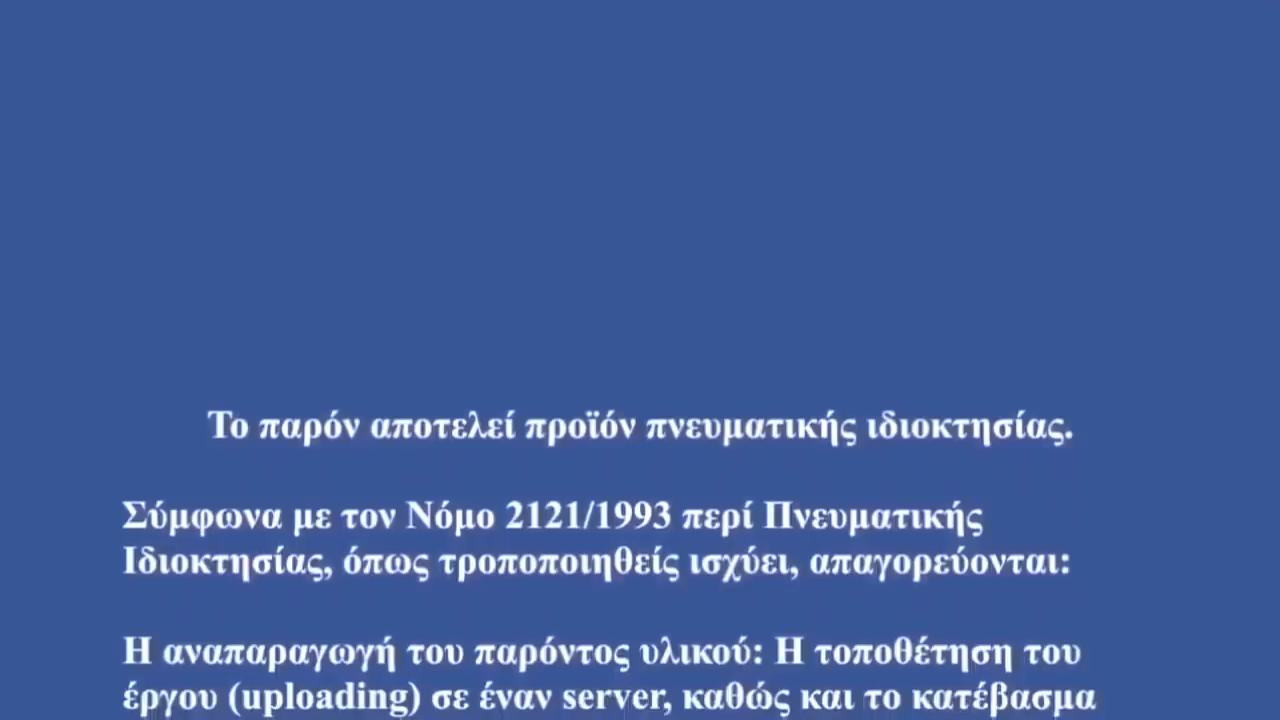 Το παρόν αποτελεί προϊόν πνευματικής ιδιοκτησίας.
Σύμφωνα με τον Νόμο 2121/1993 περί Πνευματικής
Ιδιοκτησίας, όπως τροποποιηθείς ισχύει, απαγορεύονται:
Η αναπαραγωγή του παρόντος υλικού: Η τοποθέτηση του
έργου (uploading) σε έναν server, καθώς και το κατέβασμα